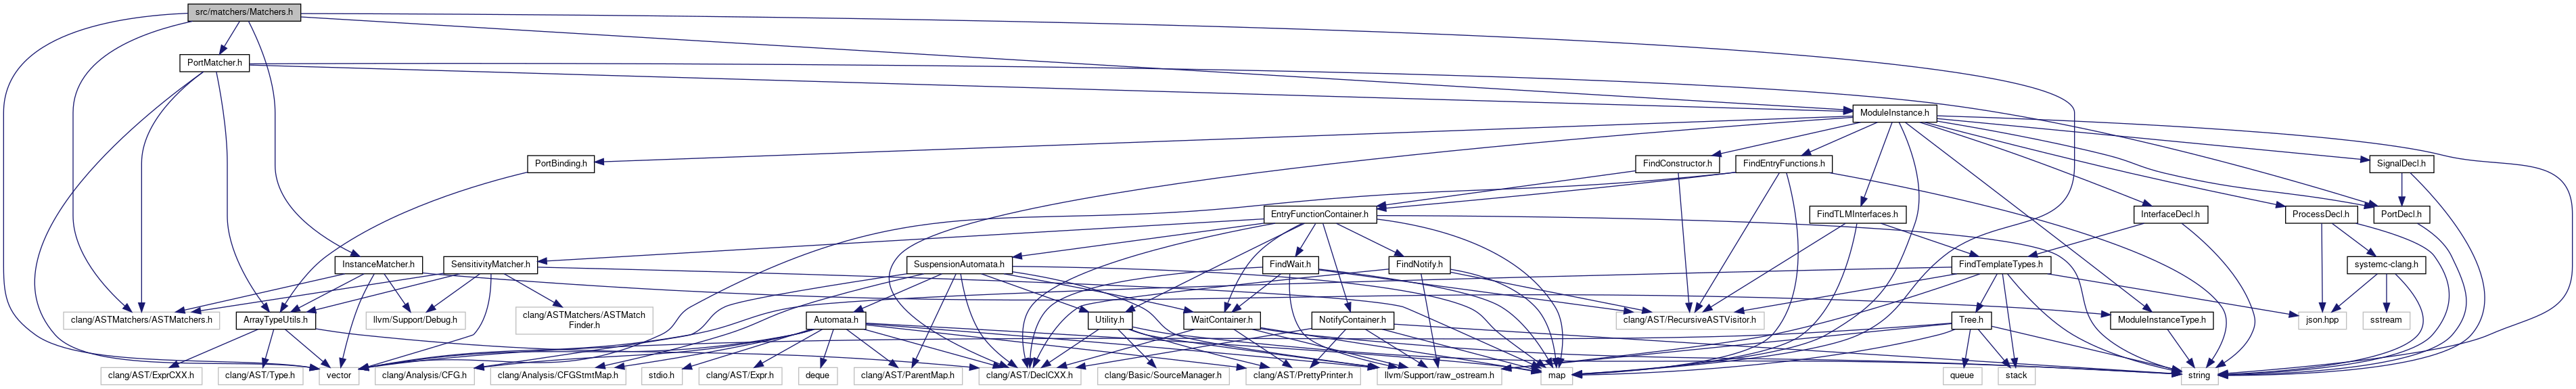 src/matchers/Matchers.h
PortMatcher.h
ModuleInstance.h
PortBinding.h
FindConstructor.h
FindEntryFunctions.h
SignalDecl.h
EntryFunctionContainer.h
FindTLMInterfaces.h
InterfaceDecl.h
ProcessDecl.h
PortDecl.h
InstanceMatcher.h
SensitivityMatcher.h
SuspensionAutomata.h
FindWait.h
FindNotify.h
FindTemplateTypes.h
systemc-clang.h
clang/ASTMatchers/ASTMatchers.h
ArrayTypeUtils.h
llvm/Support/Debug.h
clang/ASTMatchers/ASTMatch
Finder.h
Automata.h
Utility.h
WaitContainer.h
NotifyContainer.h
clang/AST/RecursiveASTVisitor.h
Tree.h
ModuleInstanceType.h
json.hpp
sstream
clang/AST/ExprCXX.h
clang/AST/Type.h
vector
clang/Analysis/CFG.h
clang/Analysis/CFGStmtMap.h
stdio.h
clang/AST/Expr.h
deque
clang/AST/ParentMap.h
clang/AST/DeclCXX.h
clang/Basic/SourceManager.h
clang/AST/PrettyPrinter.h
llvm/Support/raw_ostream.h
map
queue
stack
string